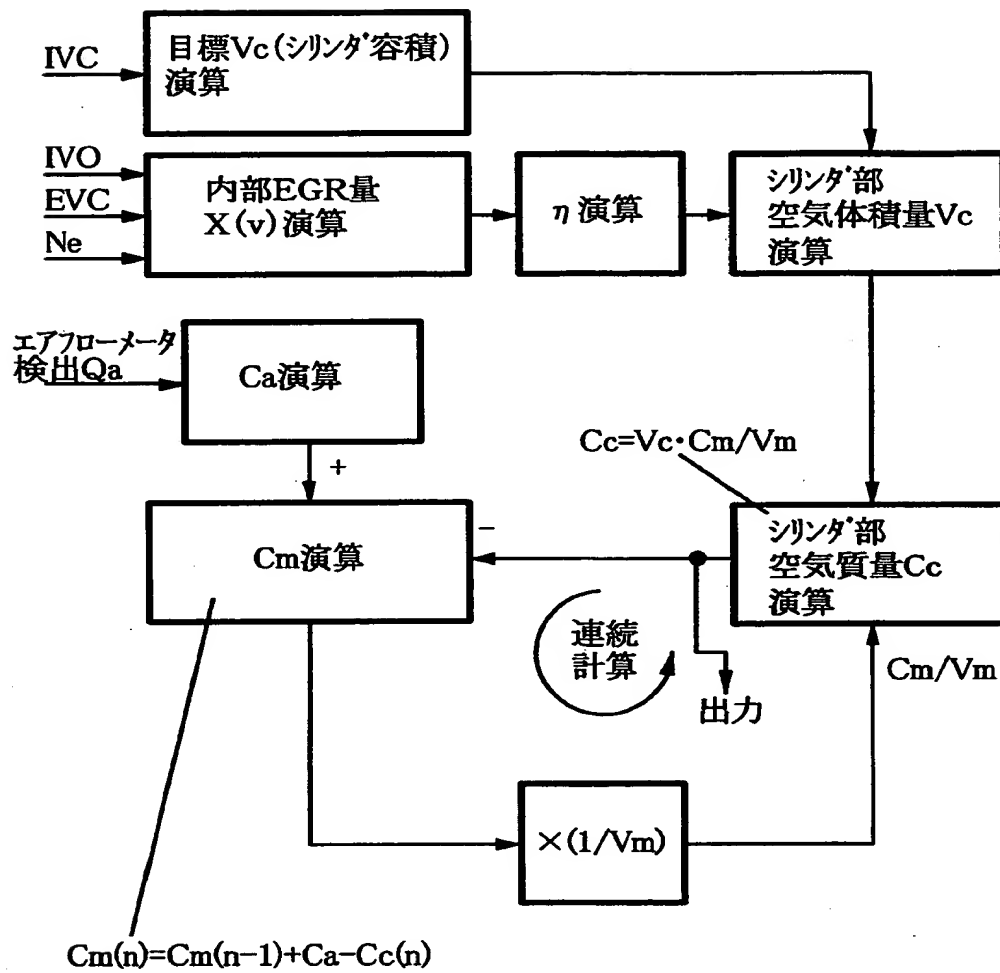 IVC
目標Vc(シリンダ容積)
演算
IVO
EVC
Ne
内部EGR量
X(v)演算
η演算
シリンダ部
空気体積量Vc
演算
エアフローメータ
検出Qa
Ca演算
+
Cc=Vc・Cm/Vm
Cm演算
−
シリンダ部
空気質量Cc
演算
連続
計算
出力
Cm/Vm
×(1/Vm)
Cm(n)=Cm(n-1)+Ca-Cc(n)